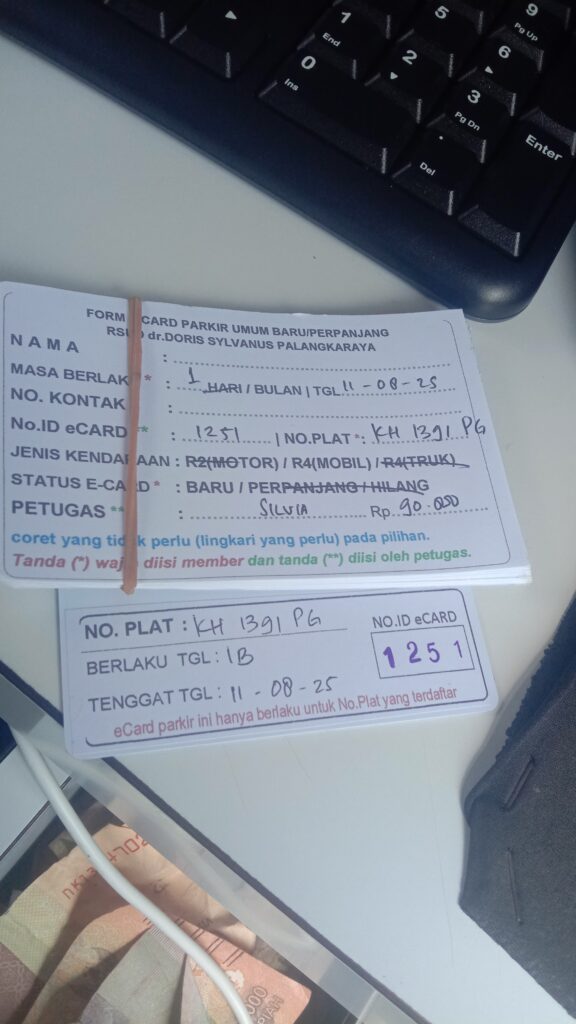 5
9
Pg Up
1
End
2
6
0
Ins
3
Pg Dn
Enter
.
Del
FORM CARD PARKIR UMUM BARU/PERPANJANG
RSU dr.DORIS SYLVANUS PALANGKARAYA
NAMA : ........
MASA BERLAK * : 1 HARI / BULAN | TGL 11 - 08 - 25
NO. KONTAK : ........
No.ID eCARD ** : 1251 | NO.PLAT * : KH 1391 PG
JENIS KENDARAAN : R2(MOTOR) / R4(MOBIL) / R4(TRUK)
STATUS E-CARD * : BARU / PERPANJANG / HILANG
PETUGAS ** : SILVIA Rp. 90.000
coret yang tidak perlu (lingkari yang perlu) pada pilihan.
Tanda (*) waj diisi member dan tanda (**) diisi oleh petugas.
NO. PLAT : KH 1391 PG
NO.ID eCARD
1251
BERLAKU TGL : 1B
TENGGAT TGL : 11 - 08 - 25
eCard parkir ini hanya berlaku untuk No.Plat yang terdaftar